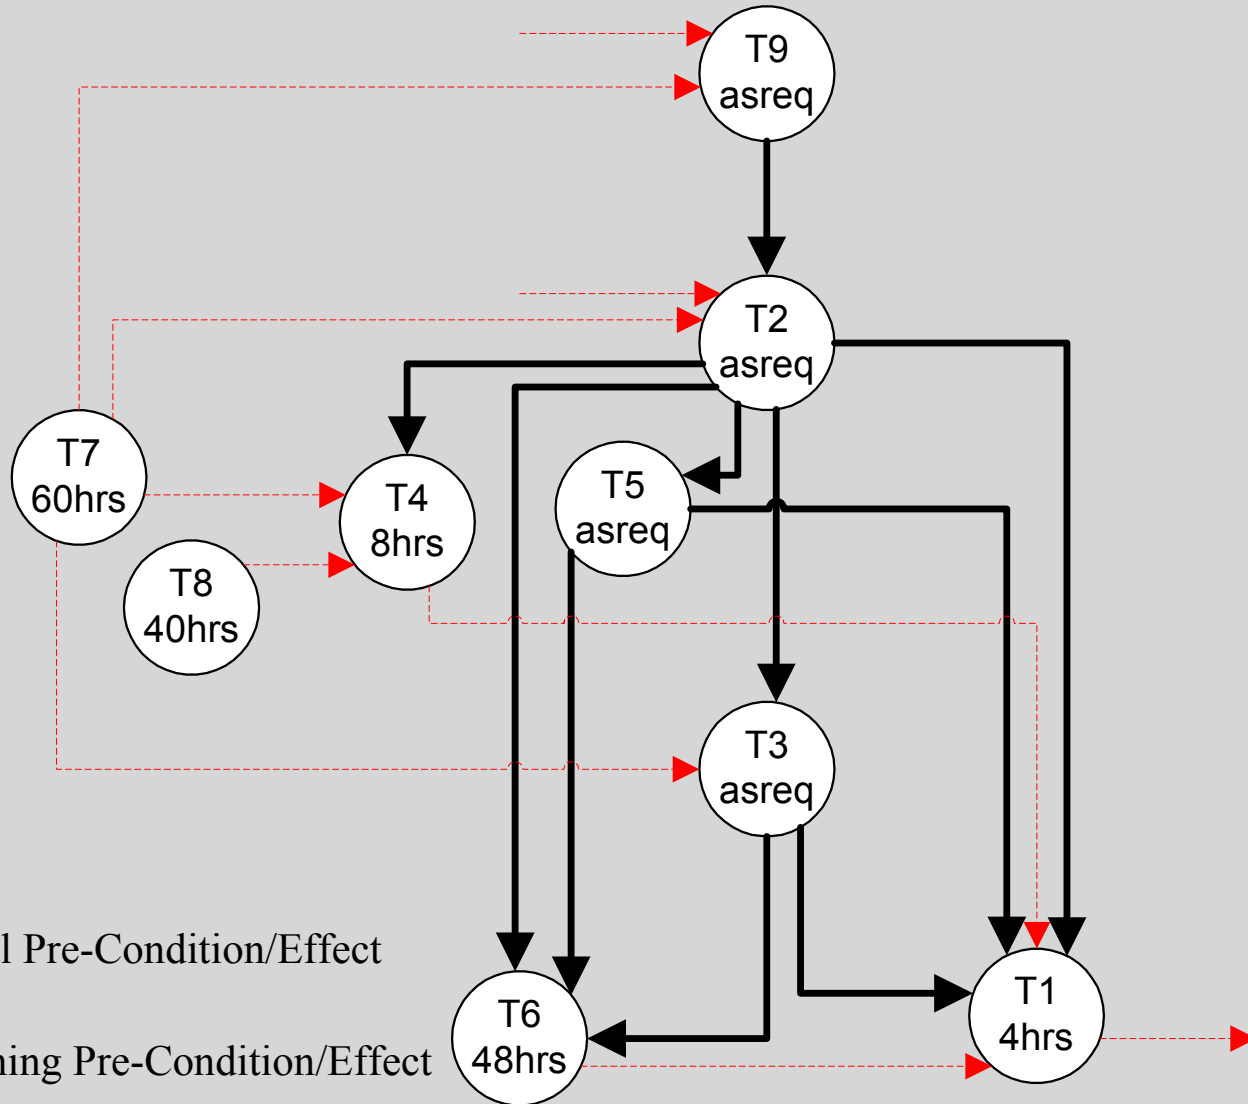 T9
asreq
T2
asreq
T7
60hrs
T4
8hrs
T5
asreq
T8
40hrs
T3
asreq
l Pre-Condition/Effect
T6
48hrs
T1
4hrs
ning Pre-Condition/Effect